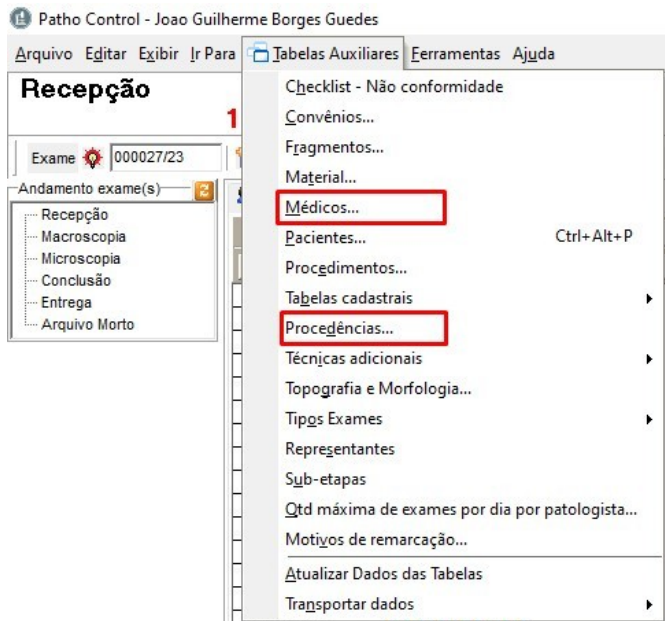 Patho Control - Joao Guilherme Borges Guedes
Arquivo Editar Exibir Ir Para Tabelas Auxiliares Ferramentas Ajuda
Recepção
1
Exame 000027/23
Andamento exame(s)
Recepção
Macroscopia
Microscopia
Conclusão
Entrega
Arquivo Morto
Checklist - Não conformidade
Convênios...
Fragmentos...
Material...
Médicos...
Pacientes... Ctrl+Alt+P
Procedimentos...
Tabelas cadastrais
Procedências...
Técnicas adicionais
Topografia e Morfologia...
Tipos Exames
Representantes
Sub-etapas
Qtd máxima de exames por dia por patologista...
Motivos de remarcação...
Atualizar Dados das Tabelas
Transportar dados